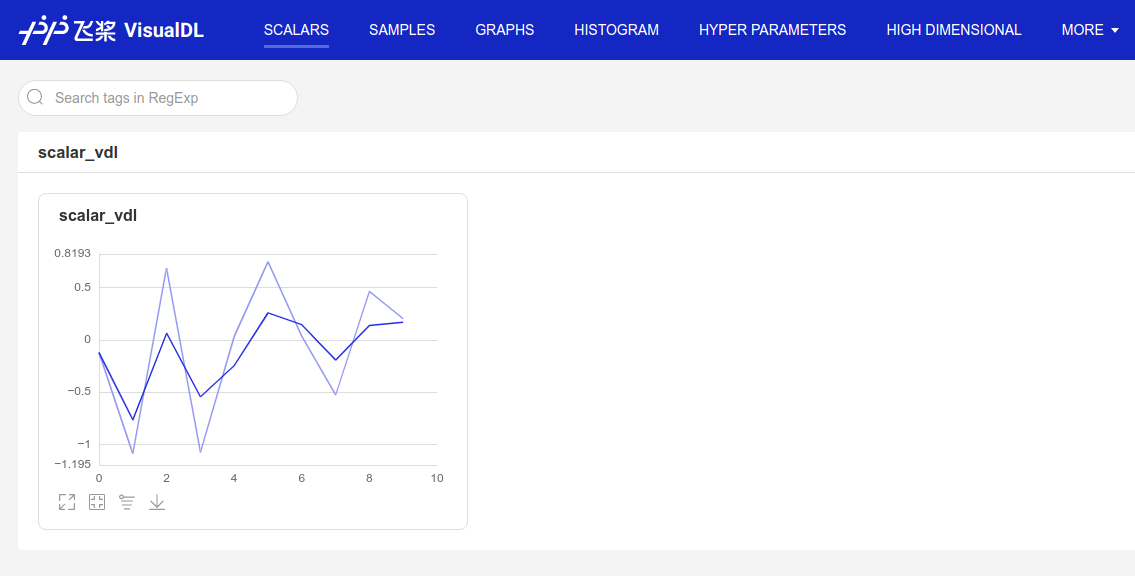 飞桨 VisualDL SCALARS SAMPLES GRAPHS HISTOGRAM HYPER PARAMETERS HIGH DIMENSIONAL MORE
Search tags in RegExp
scalar_vdl
scalar_vdl
0.8193
0.5
0
−0.5
−1
−1.195
0 2 4 6 8 10